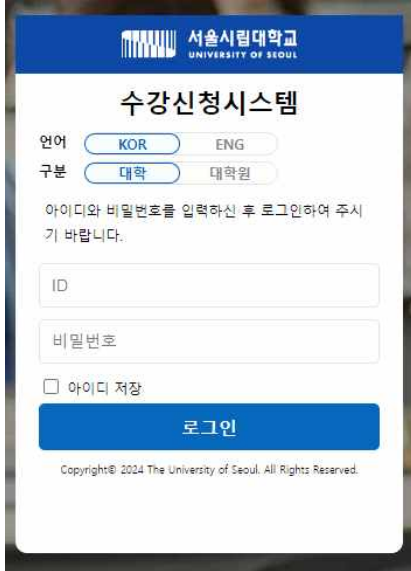 서울시립대학교
UNIVERSITY OF SEOUL
수강신청시스템
언어 KOR ENG
구분 대학 대학원
아이디와 비밀번호를 입력하신 후 로그인하여 주시
기 바랍니다.
ID
비밀번호
아이디 저장
로그인
Copyright© 2024 The University of Seoul. All Rights Reserved.